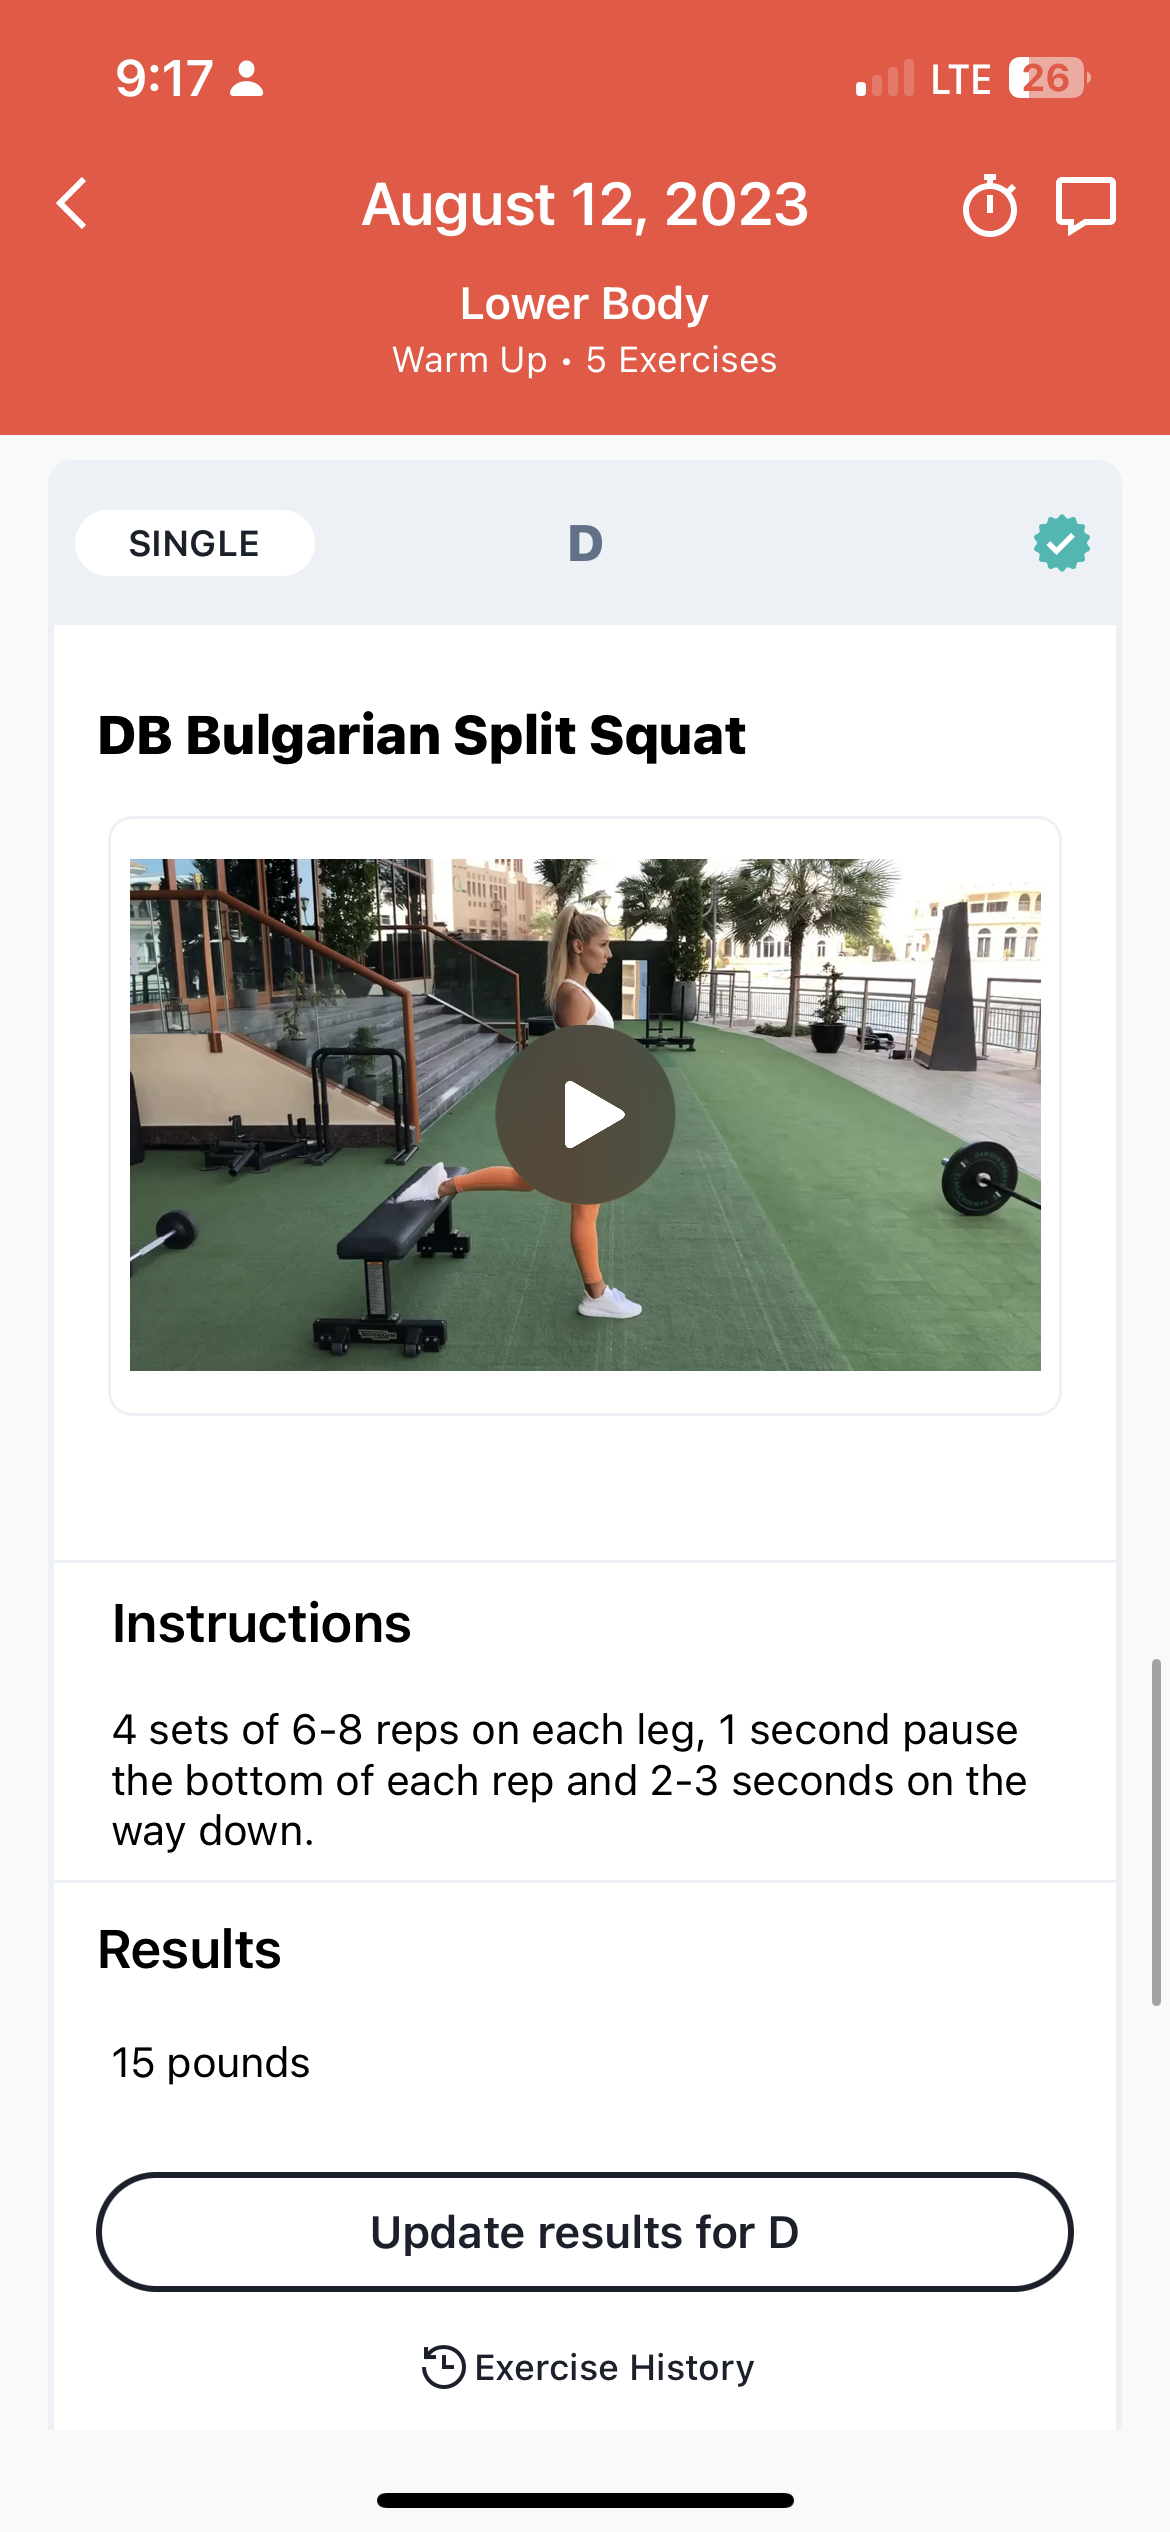 9:17
LTE 26
August 12, 2023
Lower Body
Warm Up • 5 Exercises
SINGLE
D
DB Bulgarian Split Squat
Instructions
4 sets of 6-8 reps on each leg, 1 second pause
the bottom of each rep and 2-3 seconds on the
way down.
Results
15 pounds
Update results for D
Exercise History